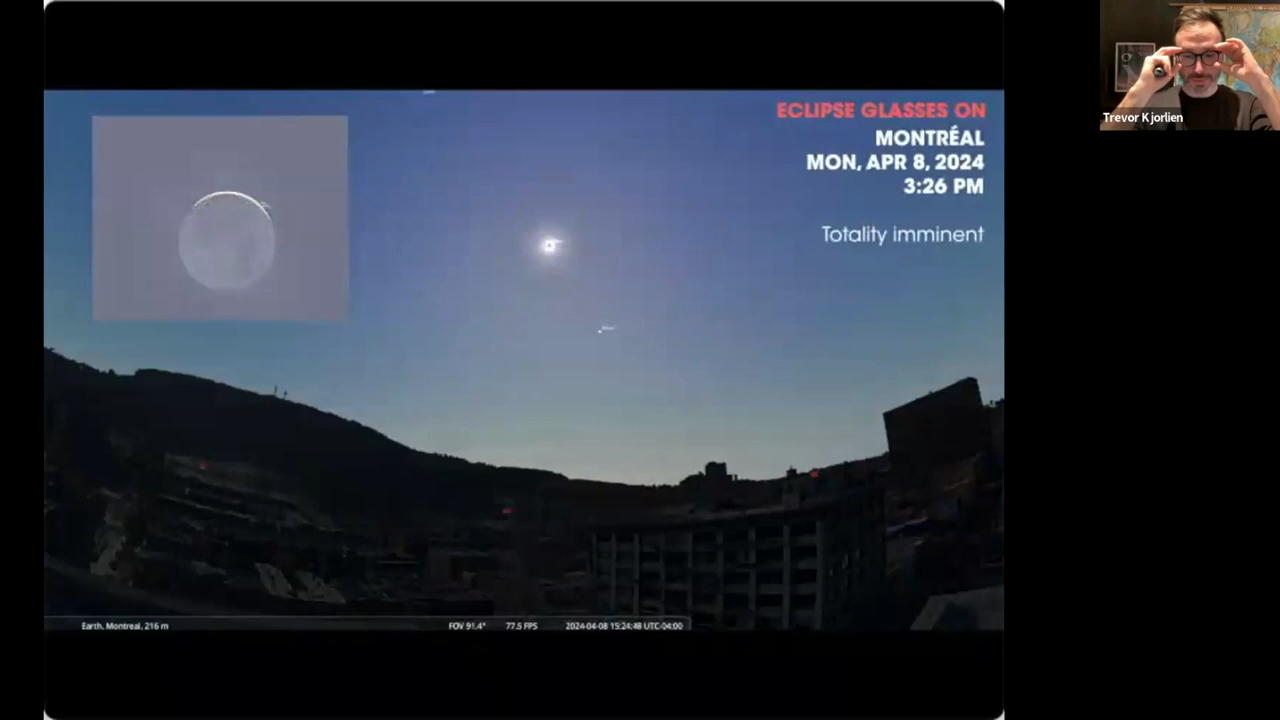 ECLIPSE GLASSES ON
MONTRÉAL
MON, APR 8, 2024
3:26 PM
Totality imminent
Trevor Kjorlien
Earth, Montreal, 216 m
FOV 91.4°
77.5 FPS
2024-04-08 15:24:48 UTC-04:00